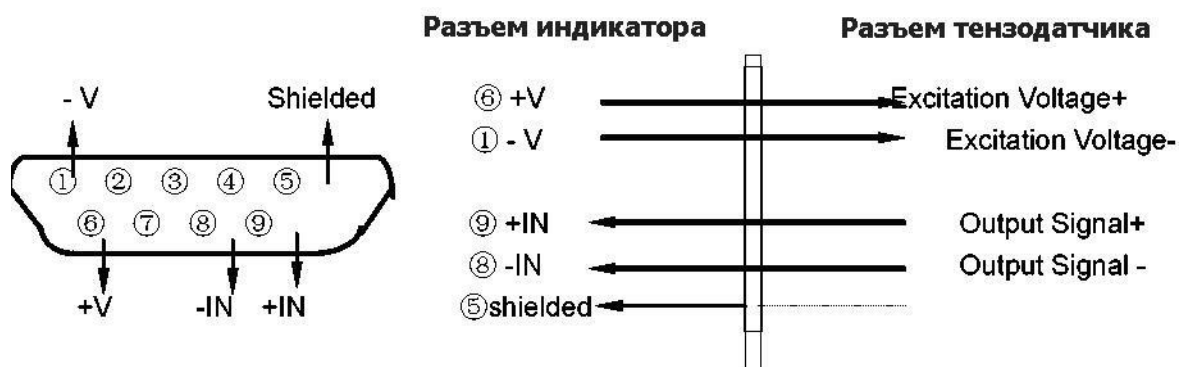 Разъем индикатора
Разъем тензодатчика
- V
Shielded
① ② ③ ④ ⑤
⑥ ⑦ ⑧ ⑨
+V
-IN
+IN
⑥ +V
Excitation Voltage+
① - V
Excitation Voltage-
⑨ +IN
Output Signal+
⑧ -IN
Output Signal -
⑤shielded